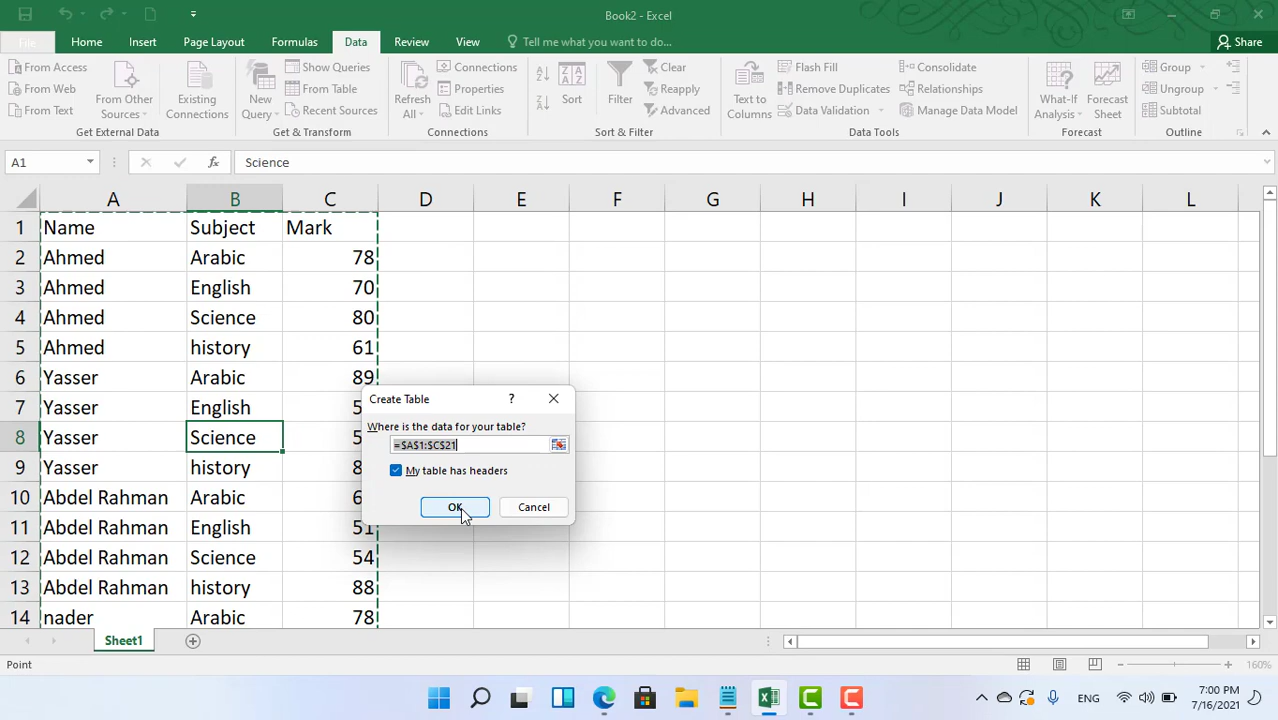 Book2 - Excel
File Home Insert Page Layout Formulas Data Review View Tell me what you want to do... Share
From Access
From Web
From Text
From Other Sources
Existing Connections
Get External Data
New Query
Show Queries
From Table
Recent Sources
Get & Transform
Refresh All
Connections
Properties
Edit Links
Connections
Sort
Filter
Clear
Reapply
Advanced
Sort & Filter
Text to Columns
Flash Fill
Remove Duplicates
Data Validation
Consolidate
Relationships
Manage Data Model
Data Tools
What-If Analysis
Forecast Sheet
Forecast
Group
Ungroup
Subtotal
Outline
A1 fx Science
A B C D E F G H I J K L
1 Name Subject Mark
2 Ahmed Arabic 78
3 Ahmed English 70
4 Ahmed Science 80
5 Ahmed history 61
6 Yasser Arabic 89
7 Yasser English 5
8 Yasser Science 5
9 Yasser history 8
10 Abdel Rahman Arabic 6
11 Abdel Rahman English 51
12 Abdel Rahman Science 54
13 Abdel Rahman history 88
14 nader Arabic 78
Create Table ?
Where is the data for your table?
=$A$1:$C$21
My table has headers
OK Cancel
Sheet1
Point 160%
ENG 7:00 PM
7/16/2021